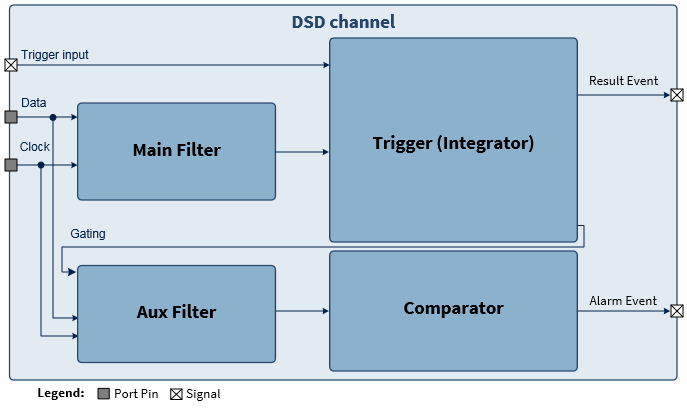 DSD channel
Trigger input
Result Event
Data
Trigger (Integrator)
Clock
Main Filter
Gating
Alarm Event
Aux Filter
Comparator
Legend: Port Pin Signal